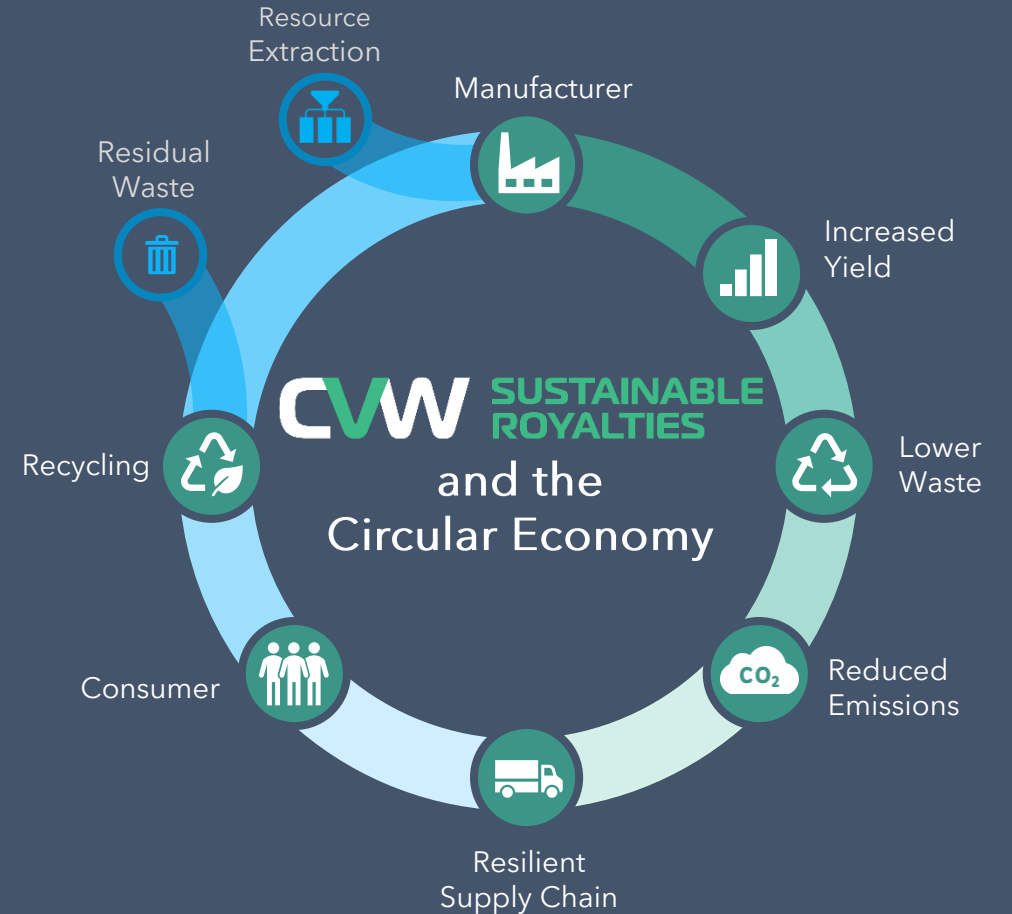 Resource
Extraction
Manufacturer
Residual
Waste
Increased
Yield
CVW SUSTAINABLE
ROYALTIES
and the
Circular Economy
Recycling
Lower
Waste
Consumer
CO₂
Reduced
Emissions
Resilient
Supply Chain